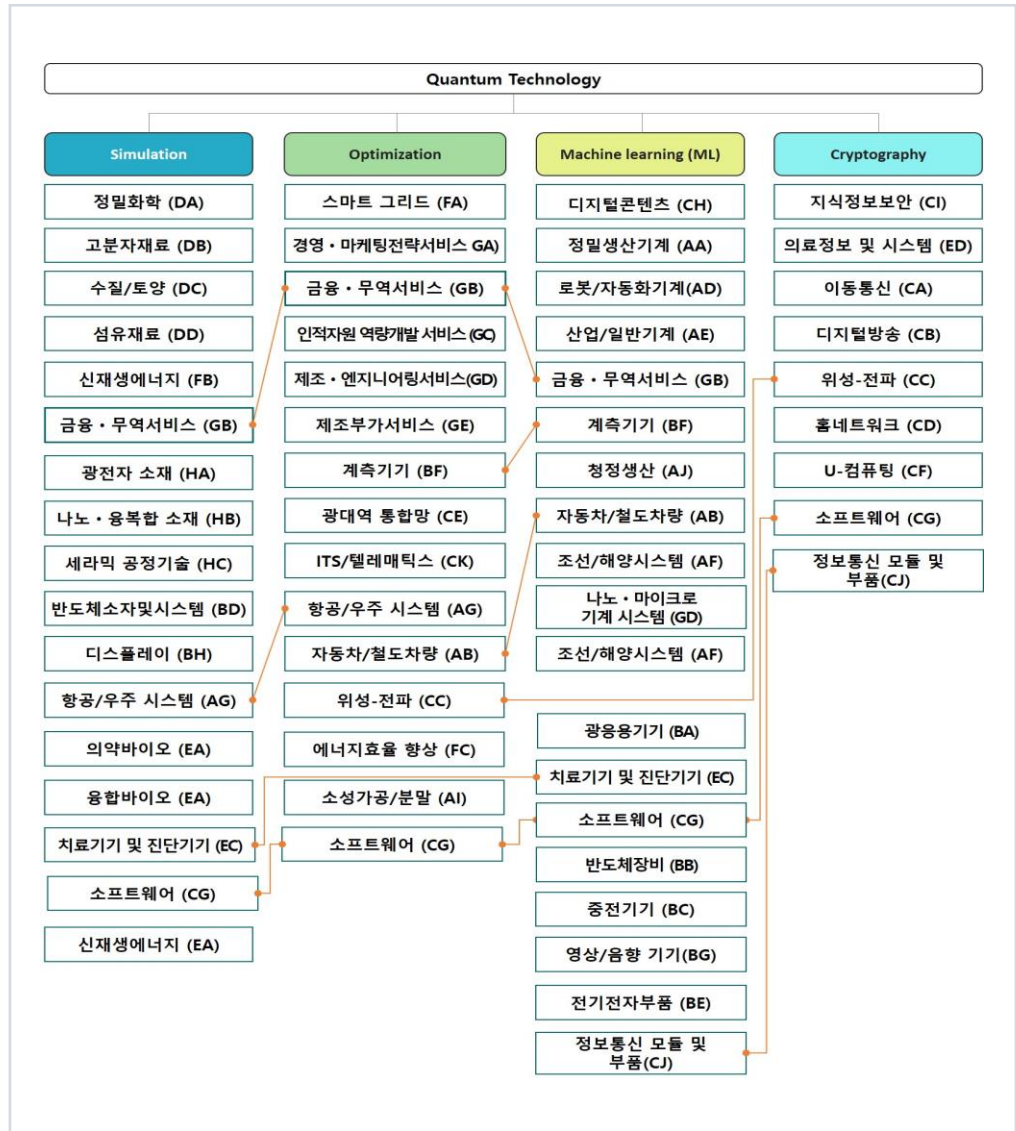 Quantum Technology
Simulation
정밀화학 (DA)
고분자재료 (DB)
수질/토양 (DC)
섬유재료 (DD)
신재생에너지 (FB)
금융・무역서비스 (GB)
광전자 소재 (HA)
나노・융복합 소재 (HB)
세라믹 공정기술 (HC)
반도체소자및시스템 (BD)
디스플레이 (BH)
항공/우주 시스템 (AG)
의약바이오 (EA)
융합바이오 (EA)
치료기기 및 진단기기 (EC)
소프트웨어 (CG)
신재생에너지 (EA)
Optimization
스마트 그리드 (FA)
경영・마케팅전략서비스 GA)
금융・무역서비스 (GB)
인적자원 역량개발 서비스 (GC)
제조・엔지니어링서비스(GD)
제조부가서비스 (GE)
계측기기 (BF)
광대역 통합망 (CE)
ITS/텔레매틱스 (CK)
항공/우주 시스템 (AG)
자동차/철도차량 (AB)
위성-전파 (CC)
에너지효율 향상 (FC)
소성가공/분말 (AI)
소프트웨어 (CG)
Machine learning (ML)
디지털콘텐츠 (CH)
정밀생산기계 (AA)
로봇/자동화기계(AD)
산업/일반기계 (AE)
금융・무역서비스 (GB)
계측기기 (BF)
청정생산 (AJ)
자동차/철도차량 (AB)
조선/해양시스템 (AF)
나노・마이크로
기계 시스템 (GD)
조선/해양시스템 (AF)
광응용기기 (BA)
치료기기 및 진단기기 (EC)
소프트웨어 (CG)
반도체장비 (BB)
중전기기 (BC)
영상/음향 기기(BG)
전기전자부품 (BE)
정보통신 모듈 및
부품(CJ)
Cryptography
지식정보보안 (CI)
의료정보 및 시스템 (ED)
이동통신 (CA)
디지털방송 (CB)
위성-전파 (CC)
홈네트워크 (CD)
U-컴퓨팅 (CF)
소프트웨어 (CG)
정보통신 모듈 및
부품(CJ)